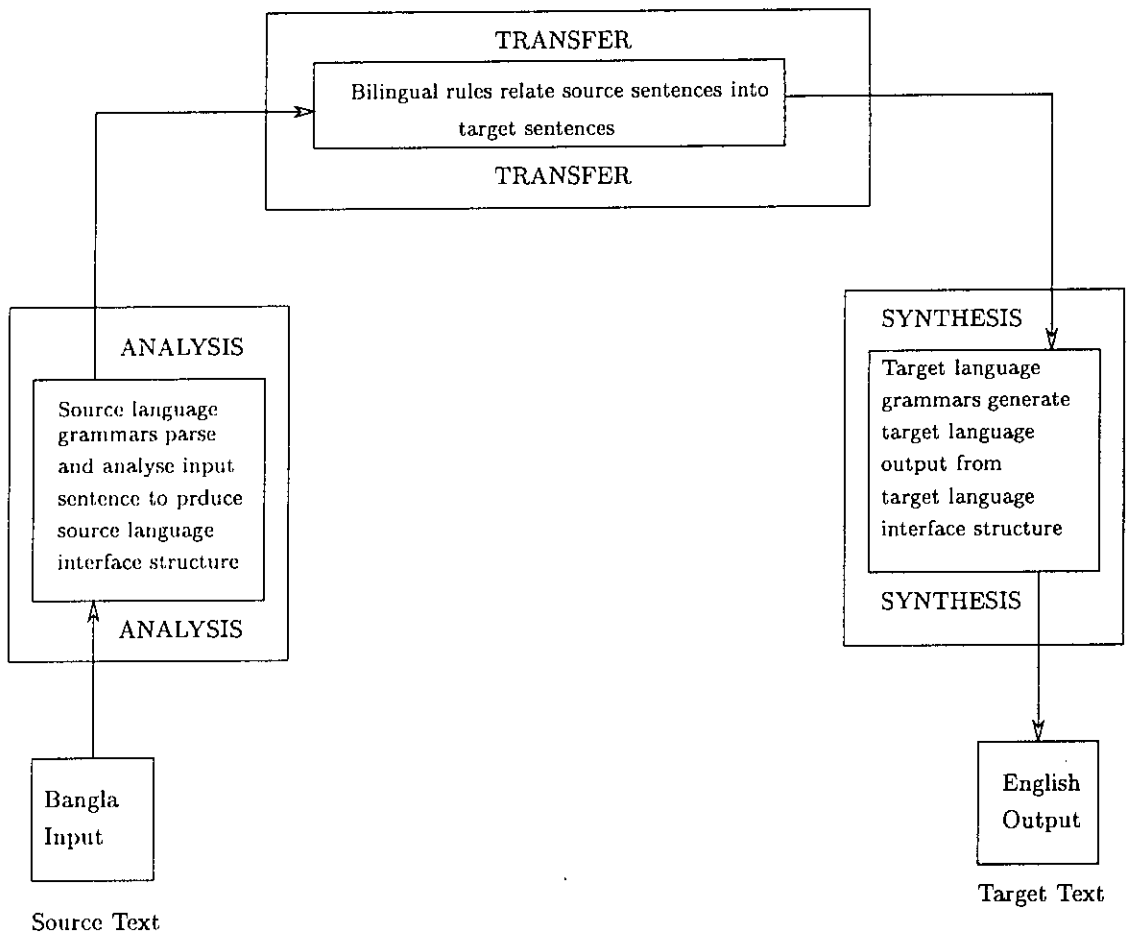 TRANSFER
Bilingual rules relate source sentences into
target sentences
TRANSFER
ANALYSIS
Source language
grammars parse
and analyse input
sentence to prduce
source language
interface structure
ANALYSIS
SYNTHESIS
Target language
grammars generate
target language
output from
target language
interface structure
SYNTHESIS
Bangla
Input
Source Text
English
Output
Target Text